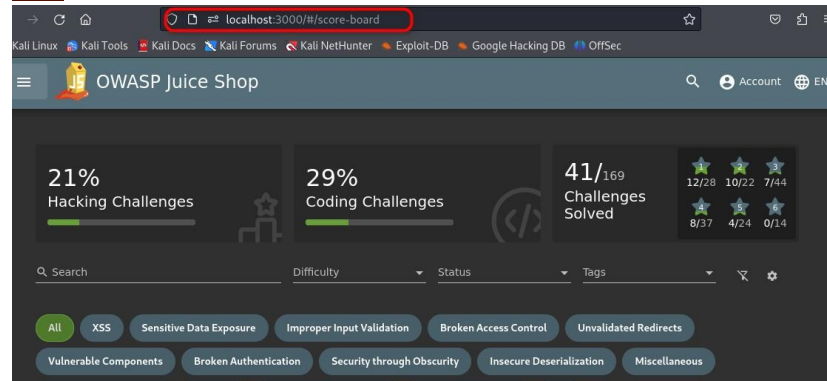 localhost:3000/#/score-board
Kali Linux Kali Tools Kali Docs Kali Forums Kali NetHunter Exploit-DB Google Hacking DB OffSec
OWASP Juice Shop Account EN
21%
Hacking Challenges
29%
Coding Challenges
41/169
Challenges
Solved
1 2 3
12/28 10/22 7/44
4 5 6
8/37 4/24 0/14
Search Difficulty Status Tags
All XSS Sensitive Data Exposure Improper Input Validation Broken Access Control Unvalidated Redirects
Vulnerable Components Broken Authentication Security through Obscurity Insecure Deserialization Miscellaneous